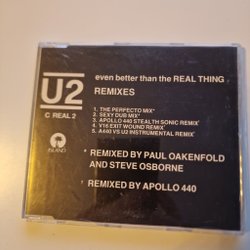 U2
C REAL 2
ISLAND
even better than the REAL THING
REMIXES
1. THE PERFECTO MIX*
2. SEXY DUB MIX*
3. APOLLO 440 STEALTH SONIC REMIX'
4. V16 EXIT WOUND REMIX'
5. A440 VS U2 INSTRUMENTAL REMIX'
* REMIXED BY PAUL OAKENFOLD
AND STEVE OSBORNE
' REMIXED BY APOLLO 440